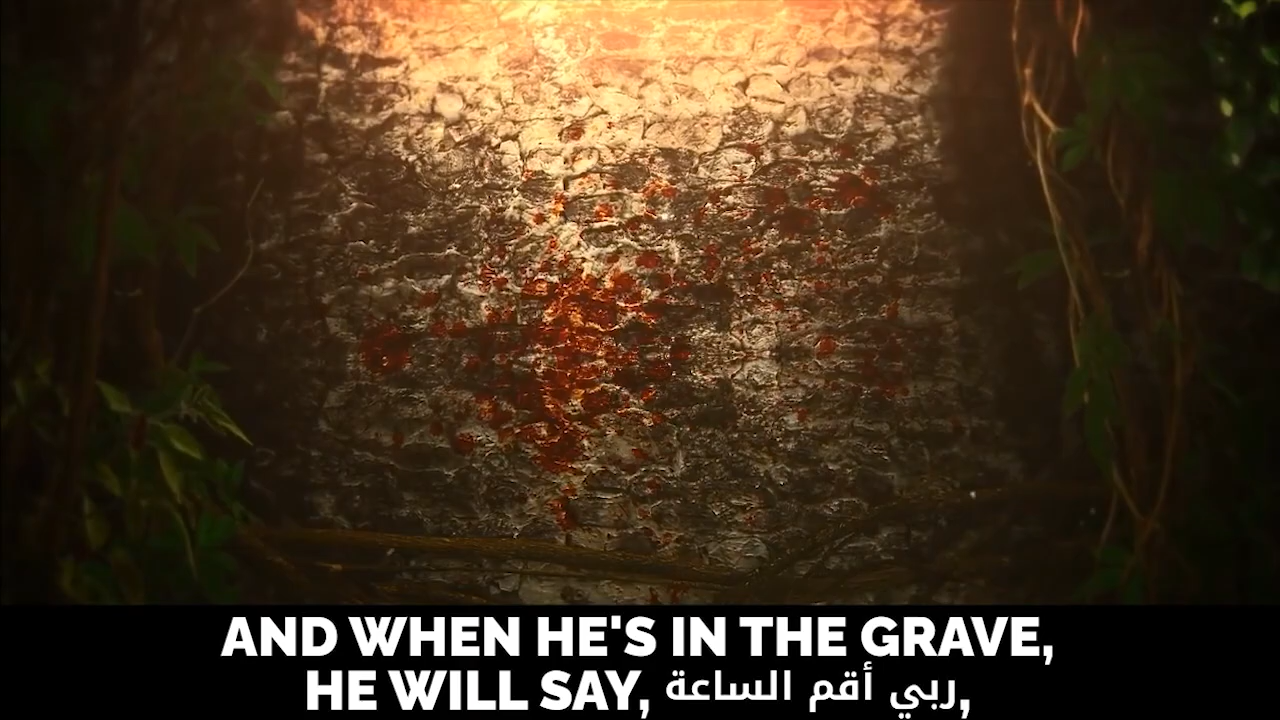 AND WHEN HE'S IN THE GRAVE,
HE WILL SAY, ربي أقم الساعة,